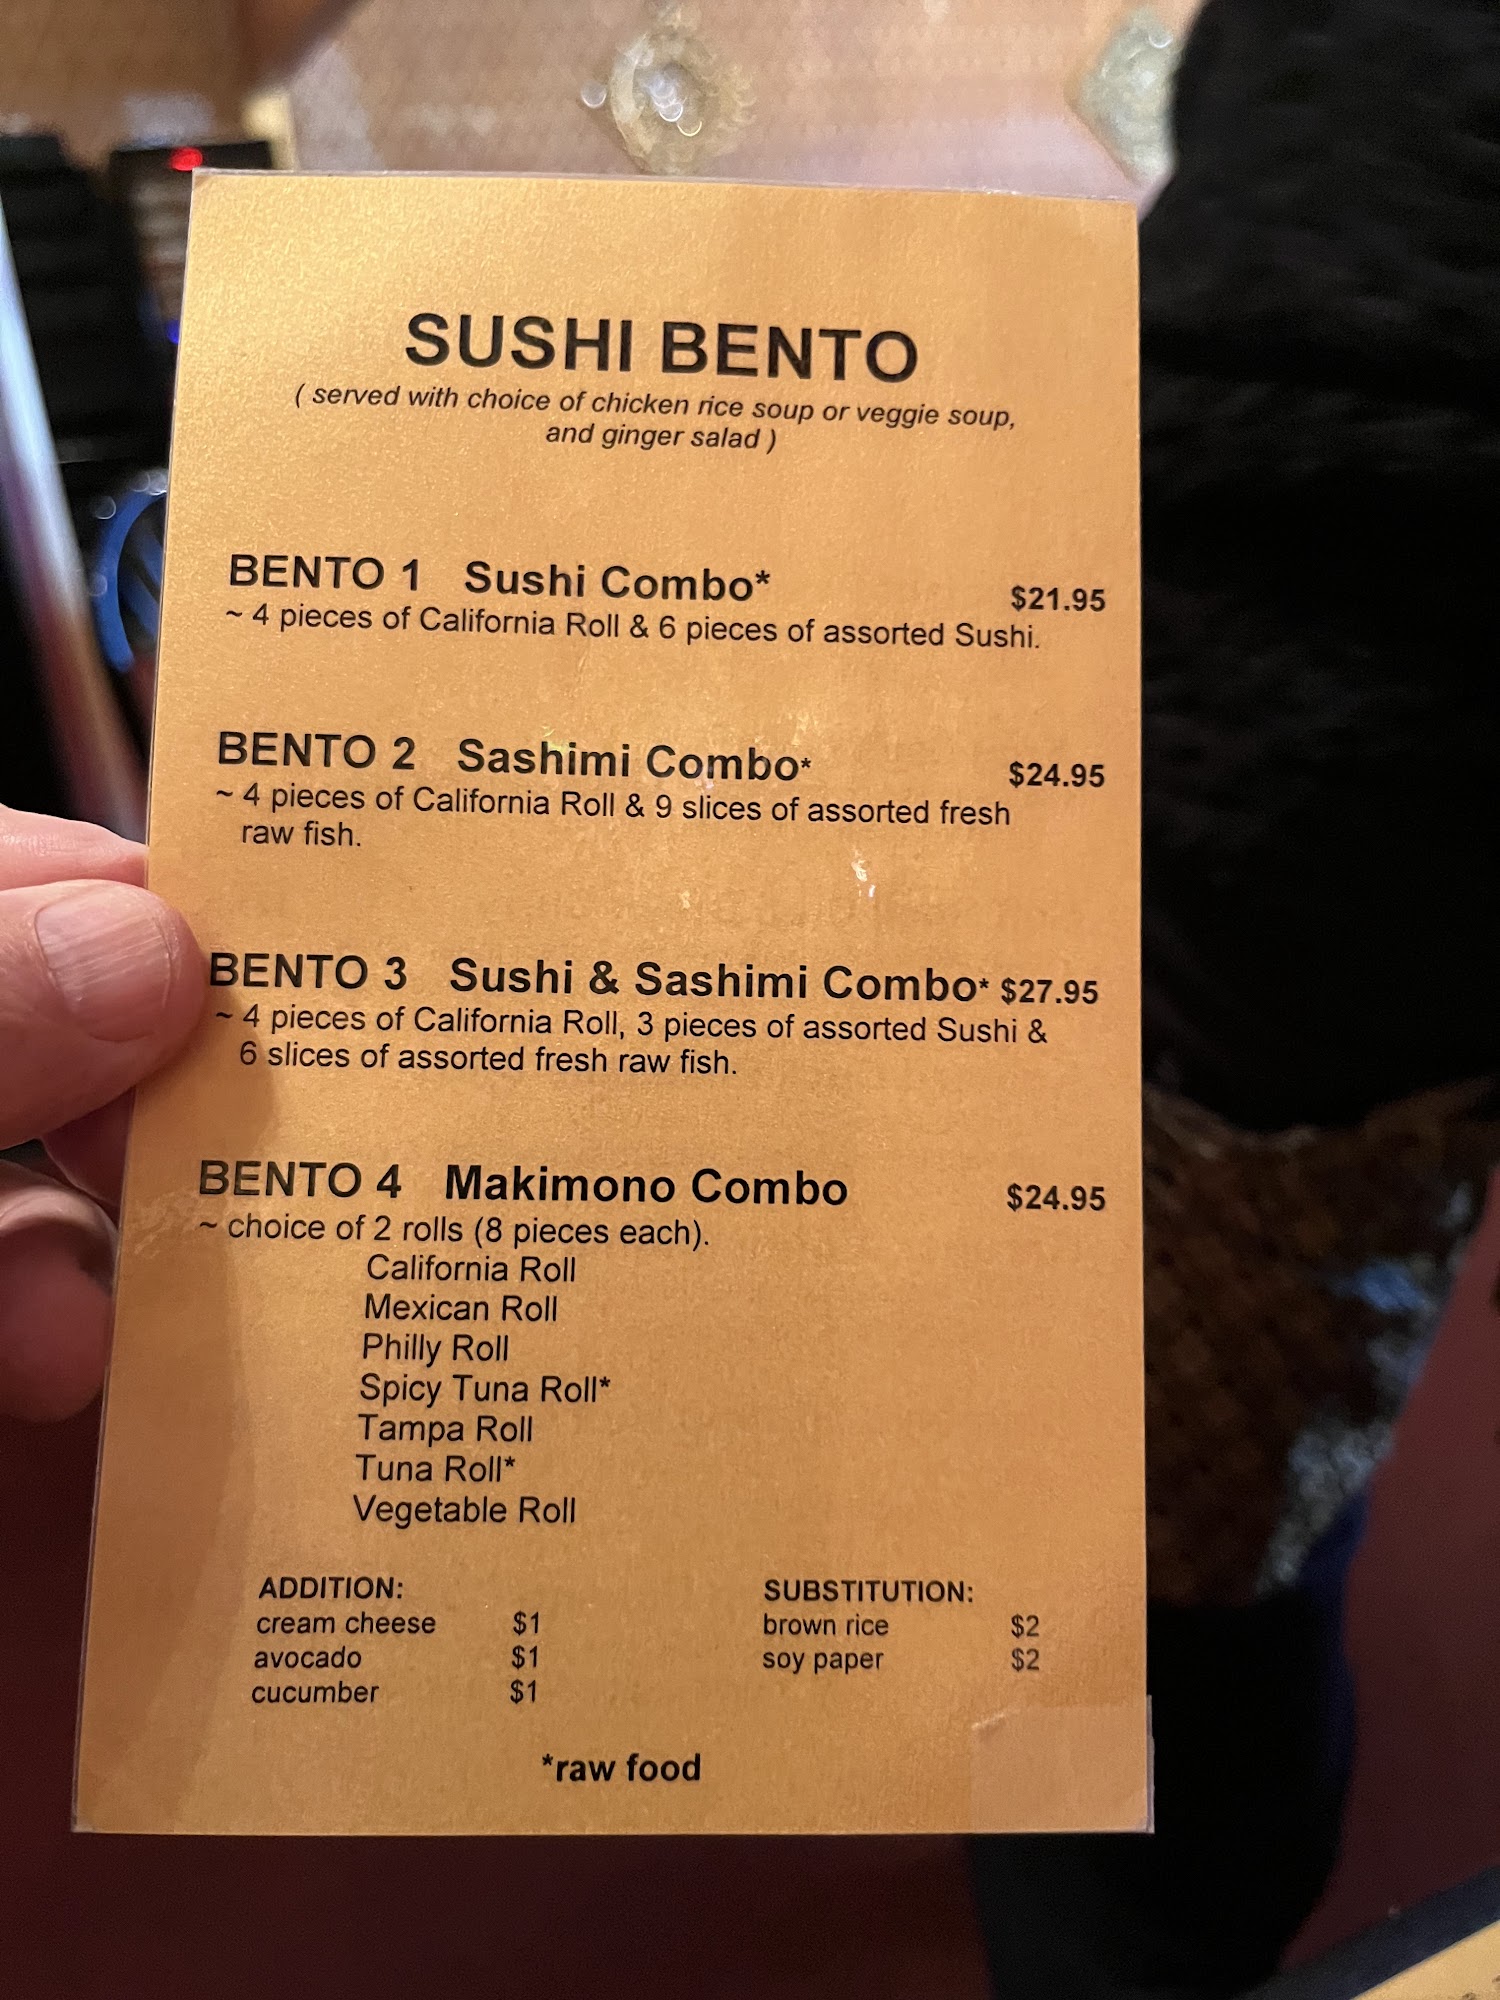 SUSHI BENTO
( served with choice of chicken rice soup or veggie soup,
and ginger salad )
BENTO 1 Sushi Combo* $21.95
~ 4 pieces of California Roll & 6 pieces of assorted Sushi.
BENTO 2 Sashimi Combo* $24.95
~ 4 pieces of California Roll & 9 slices of assorted fresh
raw fish.
BENTO 3 Sushi & Sashimi Combo* $27.95
~ 4 pieces of California Roll, 3 pieces of assorted Sushi &
6 slices of assorted fresh raw fish.
BENTO 4 Makimono Combo $24.95
~ choice of 2 rolls (8 pieces each).
California Roll
Mexican Roll
Philly Roll
Spicy Tuna Roll*
Tampa Roll
Tuna Roll*
Vegetable Roll
ADDITION:
cream cheese $1
avocado $1
cucumber $1
SUBSTITUTION:
brown rice $2
soy paper $2
*raw food